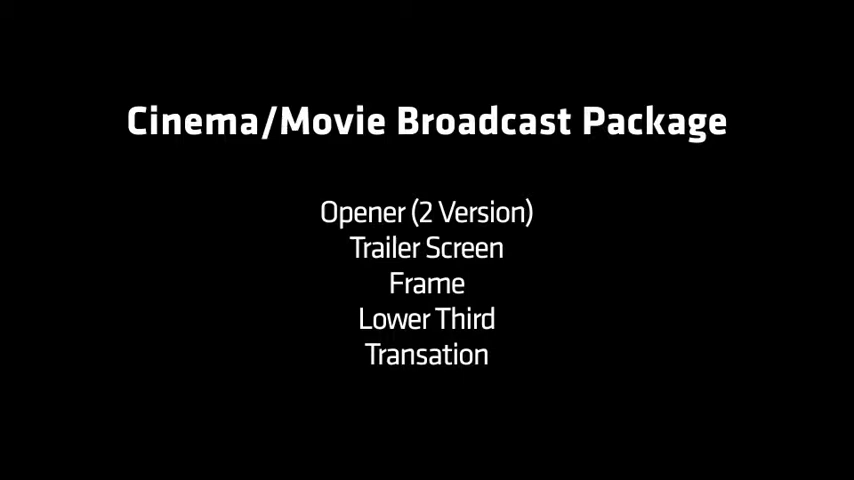 Cinema/Movie Broadcast Package
Opener (2 Version)
Trailer Screen
Frame
Lower Third
Transation